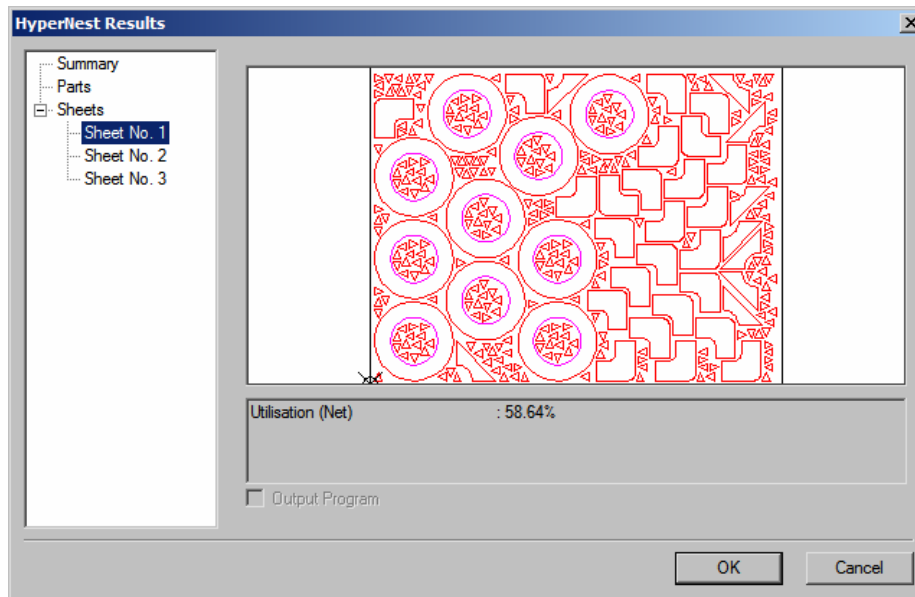 HyperNest Results
Summary
Parts
Sheets
Sheet No. 1
Sheet No. 2
Sheet No. 3
Utilisation (Net) : 58.64%
Output Program
OK
Cancel